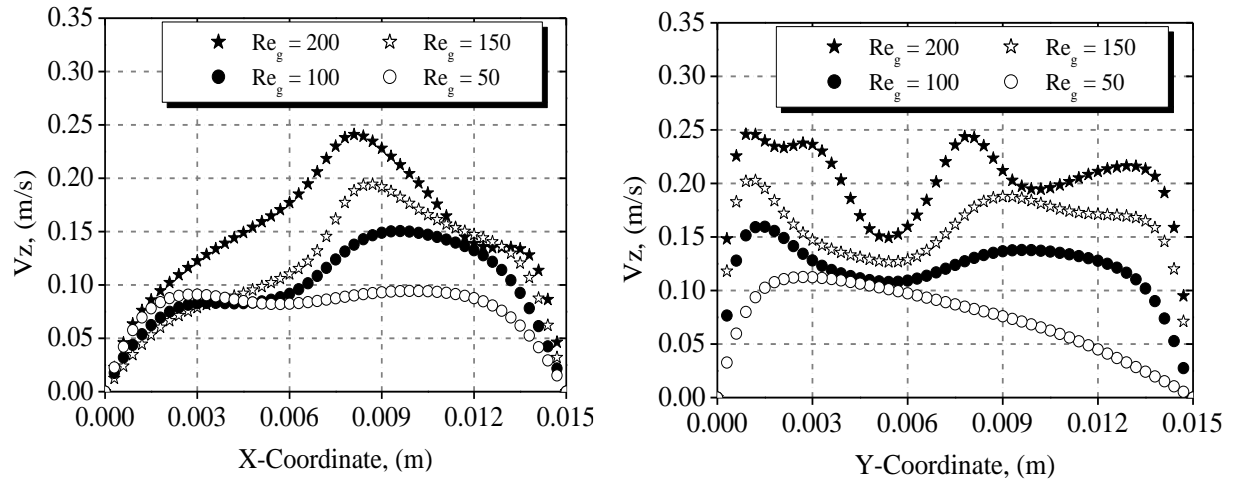 0.35
0.30
0.25
0.20
0.15
0.10
0.05
0.00
Vz, (m/s)
Re_g = 200
Re_g = 150
Re_g = 100
Re_g = 50
0.000 0.003 0.006 0.009 0.012 0.015
X-Coordinate, (m)
0.35
0.30
0.25
0.20
0.15
0.10
0.05
0.00
Vz, (m/s)
Re_g = 200
Re_g = 150
Re_g = 100
Re_g = 50
0.000 0.003 0.006 0.009 0.012 0.015
Y-Coordinate, (m)